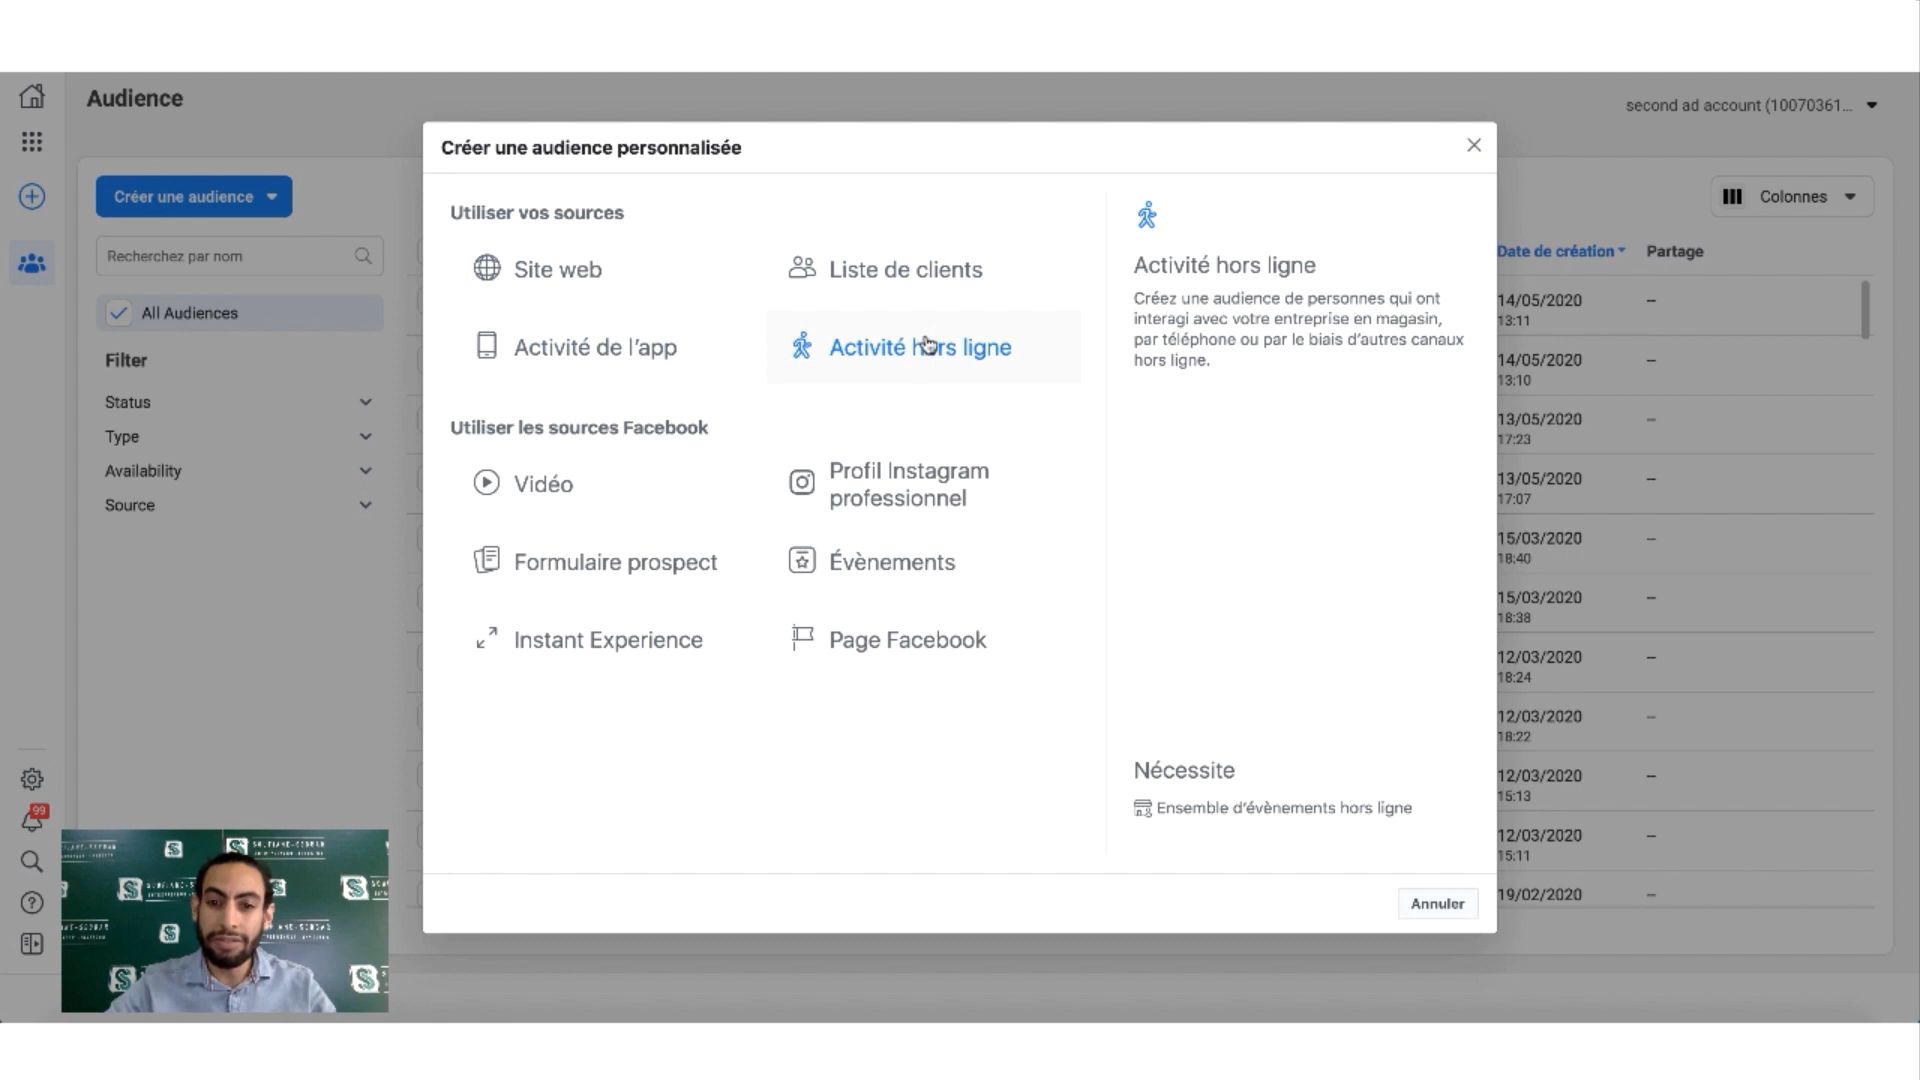 Audience
second ad account (10070361...
Créer une audience personnalisée
Créer une audience
Colonnes
Utiliser vos sources
Recherchez par nom
Date de création
Partage
Site web
Liste de clients
Activité hors ligne
Créez une audience de personnes qui ont
interagi avec votre entreprise en magasin,
par téléphone ou par le biais d'autres canaux
hors ligne.
All Audiences
14/05/2020
–
13:11
Activité de l'app
Activité hors ligne
Filter
14/05/2020
–
13:10
Status
Type
Availability
Source
Utiliser les sources Facebook
13/05/2020
–
17:23
Vidéo
Profil Instagram
professionnel
13/05/2020
–
17:07
Formulaire prospect
Évènements
15/03/2020
–
18:40
15/03/2020
–
18:38
Instant Experience
Page Facebook
12/03/2020
–
18:24
12/03/2020
–
18:22
Nécessite
Ensemble d'évènements hors ligne
12/03/2020
–
15:13
99
12/03/2020
–
15:11
19/02/2020
–
Annuler